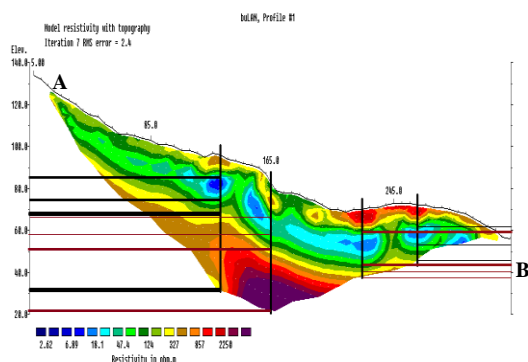 buLAN, Profile #1
Model resistivity with topography
Iteration 7 RMS error = 2.4
Elev.
140.0
5.00
A
120.0
85.0
100.0
165.0
80.0
245.0
60.0
B
40.0
20.0
2.62 6.89 18.1 47.4 124 327 857 2250
Resistivity in ohm.m